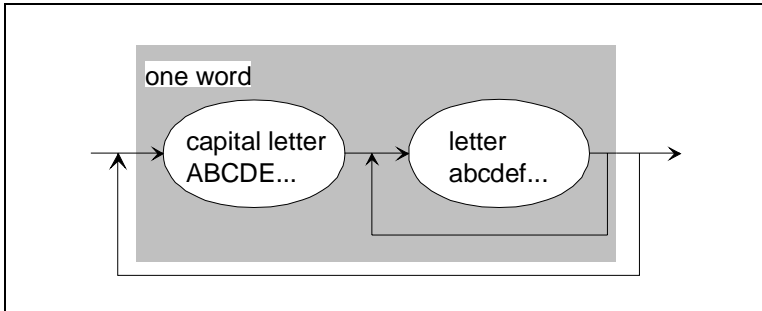 one word
capital letter
ABCDE...
letter
abcdef...